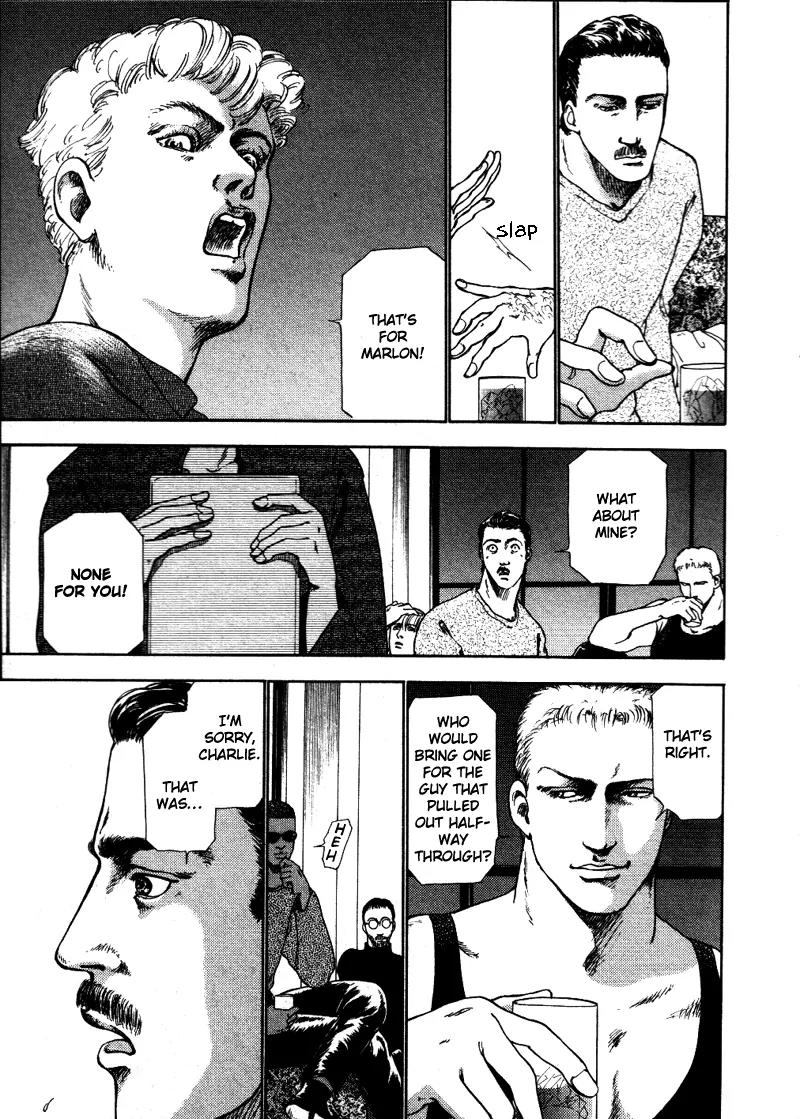 slap
THAT'S
FOR
MARLON!
WHAT
ABOUT
MINE?
NONE
FOR YOU!
THAT'S
RIGHT.
WHO
WOULD
BRING ONE
FOR THE
GUY THAT
PULLED
OUT HALF-
WAY
THROUGH?
HEH
I'M
SORRY,
CHARLIE.
THAT
WAS...